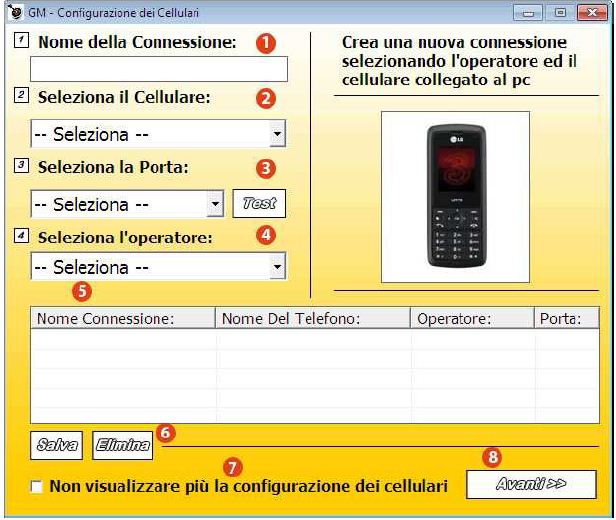 GM - Configurazione dei Cellulari
1 Nome della Connessione: 1
2 Seleziona il Cellulare: 2
-- Seleziona --
3 Seleziona la Porta: 3
-- Seleziona -- Test
4 Seleziona l'operatore: 4
-- Seleziona --
Crea una nuova connessione
selezionando l'operatore ed il
cellulare collegato al pc
LG
5
Nome Connessione: Nome Del Telefono: Operatore: Porta:
Salva Elimina 6
7 8
Non visualizzare più la configurazione dei cellulari Avanti >>